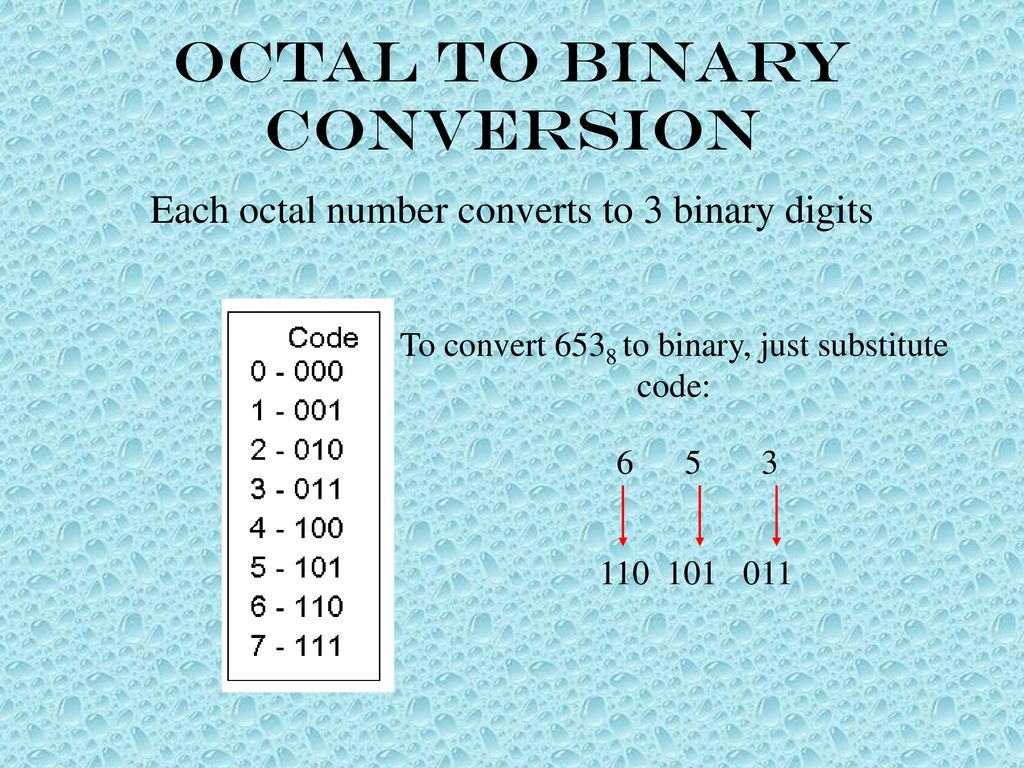 OCTAL TO BINARY
CONVERSION
Each octal number converts to 3 binary digits
Code
0 - 000
1 - 001
2 - 010
3 - 011
4 - 100
5 - 101
6 - 110
7 - 111
To convert 653₈ to binary, just substitute
code:
6 5 3
110 101 011